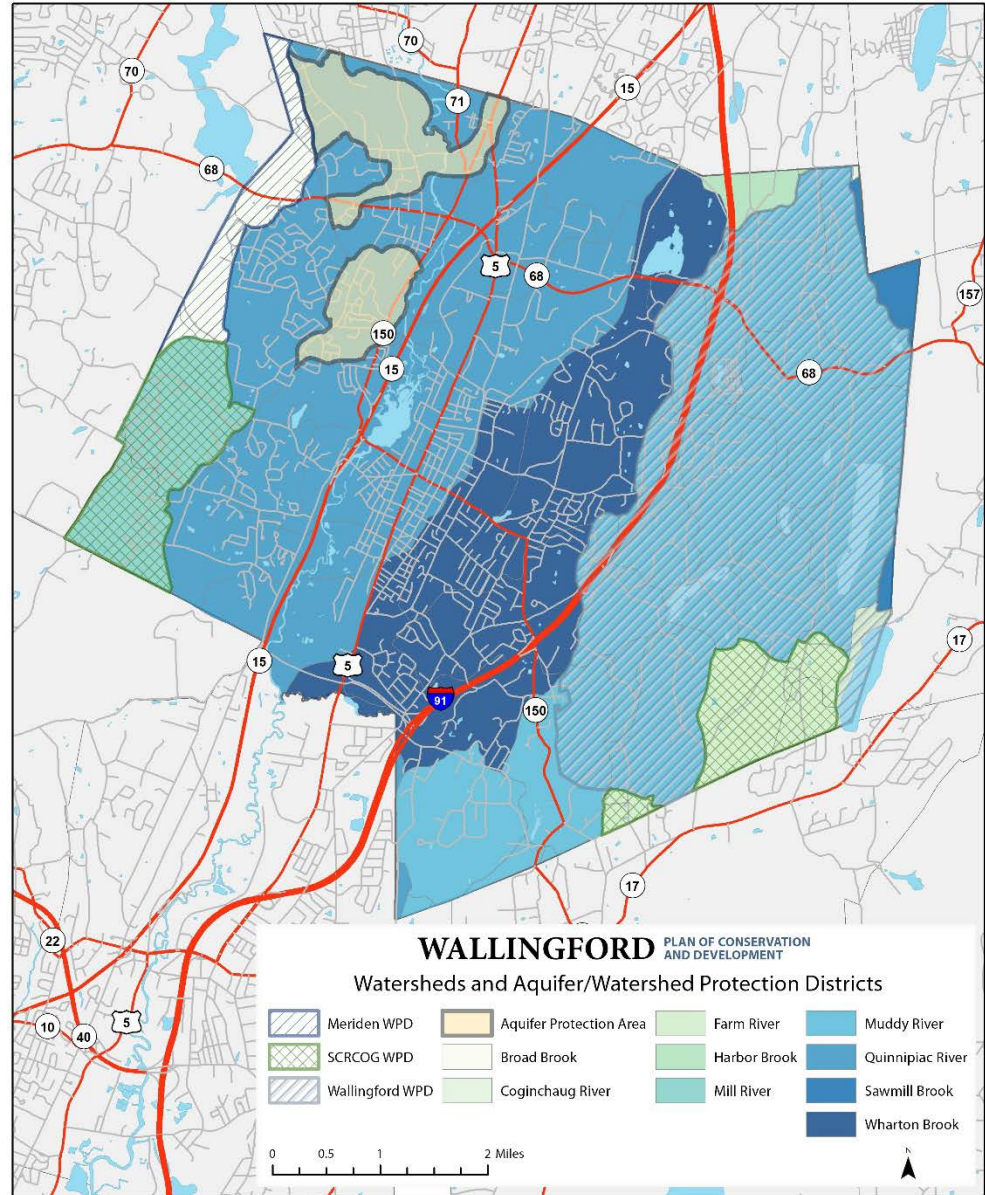 70
70
15
71
68
5
68
157
150
15
68
17
15
5
91
150
17
22
10
40
5
WALLINGFORD PLAN OF CONSERVATION
AND DEVELOPMENT
Watersheds and Aquifer/Watershed Protection Districts
Meriden WPD
SCRCOG WPD
Wallingford WPD
Aquifer Protection Area
Broad Brook
Coginchaug River
Farm River
Harbor Brook
Mill River
Muddy River
Quinnipiac River
Sawmill Brook
Wharton Brook
0 0.5 1 2 Miles
N